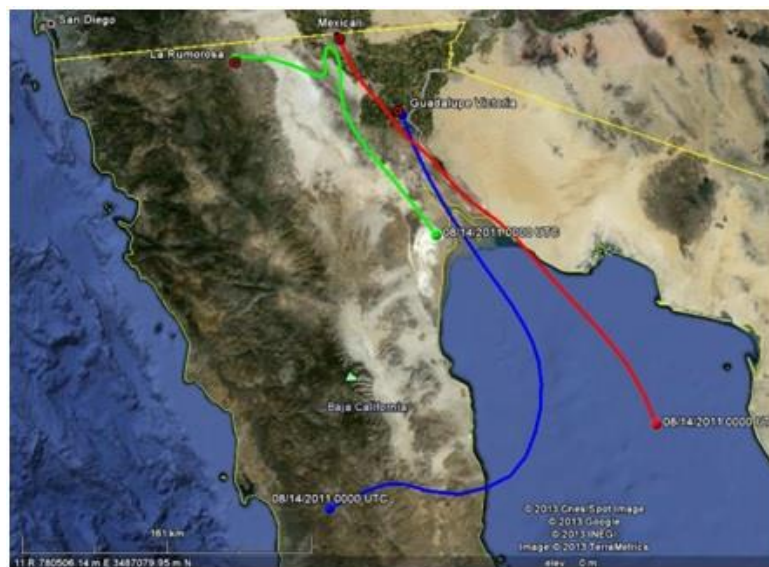 San Diego
Mexicali
La Rumorosa
Guadalupe Victoria
08/14/2011 0000 UTC
08/14/2011 0000 UT
Baja California
08/14/2011 0000 UTC
© 2013 Cnes/Spot Image
© 2013 Google
© 2013 INEGI
Image © 2013 TerraMetrics
161 km
11 R 780506.14 m E 3487079.95 m N
elev 0 m